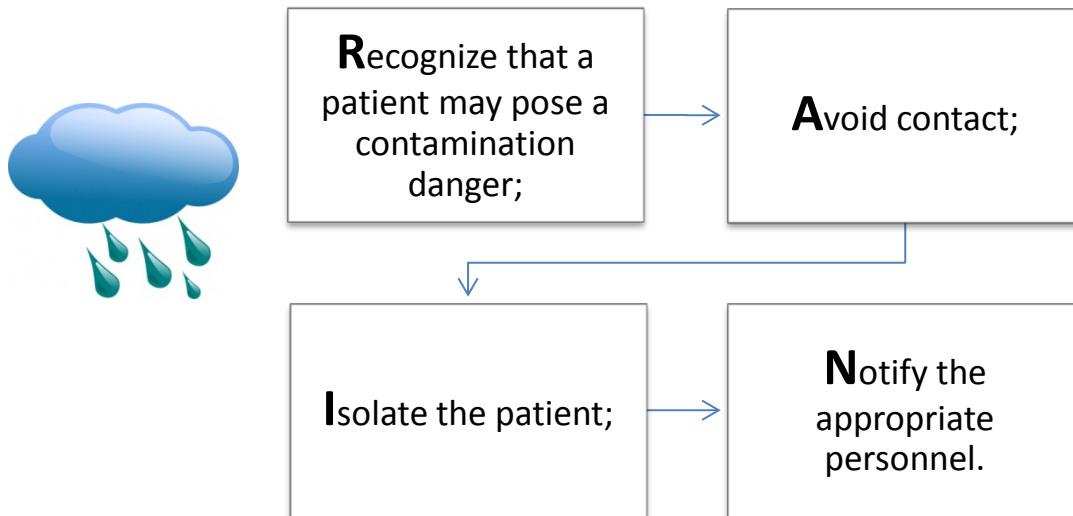 Recognize that a
patient may pose a
contamination
danger;
Avoid contact;
Isolate the patient;
Notify the
appropriate
personnel.